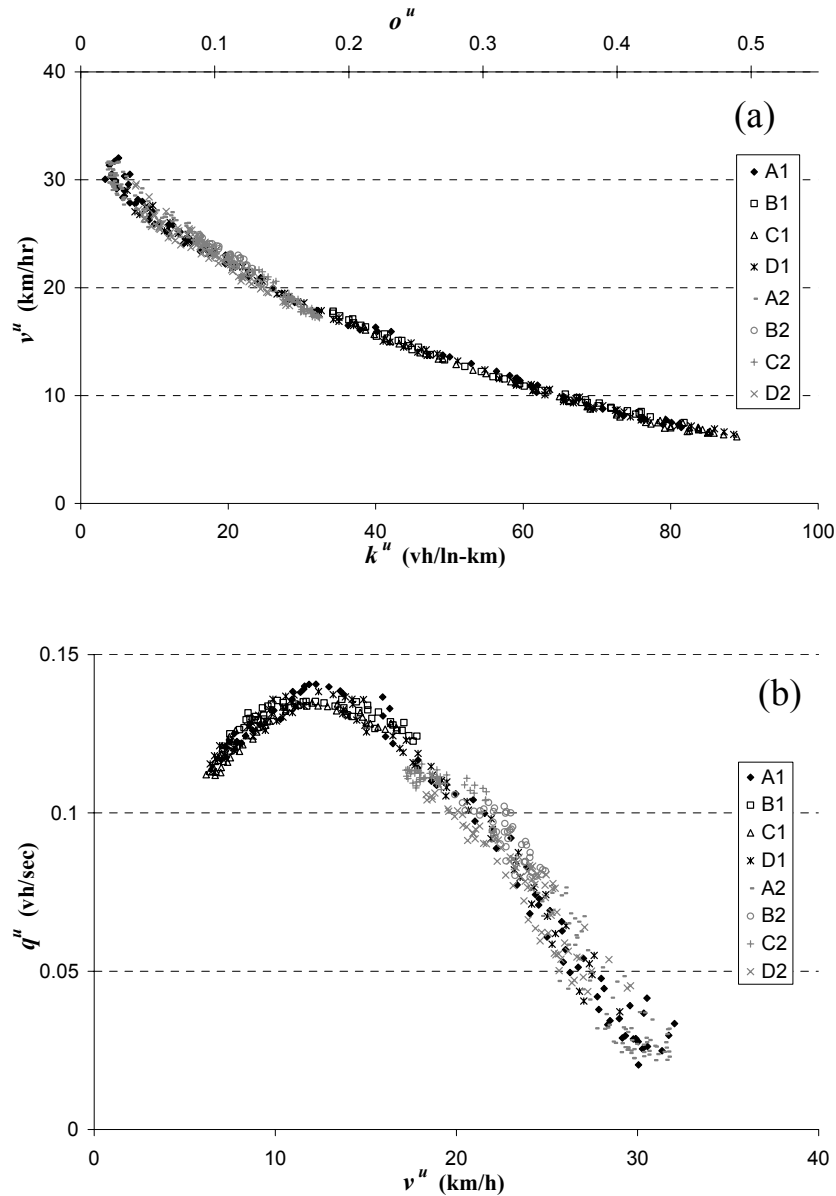 o u
0 0.1 0.2 0.3 0.4 0.5
40
30
20
10
0
v u (km/hr)
(a)
A1
B1
C1
D1
A2
B2
C2
D2
0 20 40 60 80 100
k u (vh/ln-km)
0.15
0.1
0.05
0
q u (vh/sec)
(b)
A1
B1
C1
D1
A2
B2
C2
D2
0 10 20 30 40
v u (km/h)